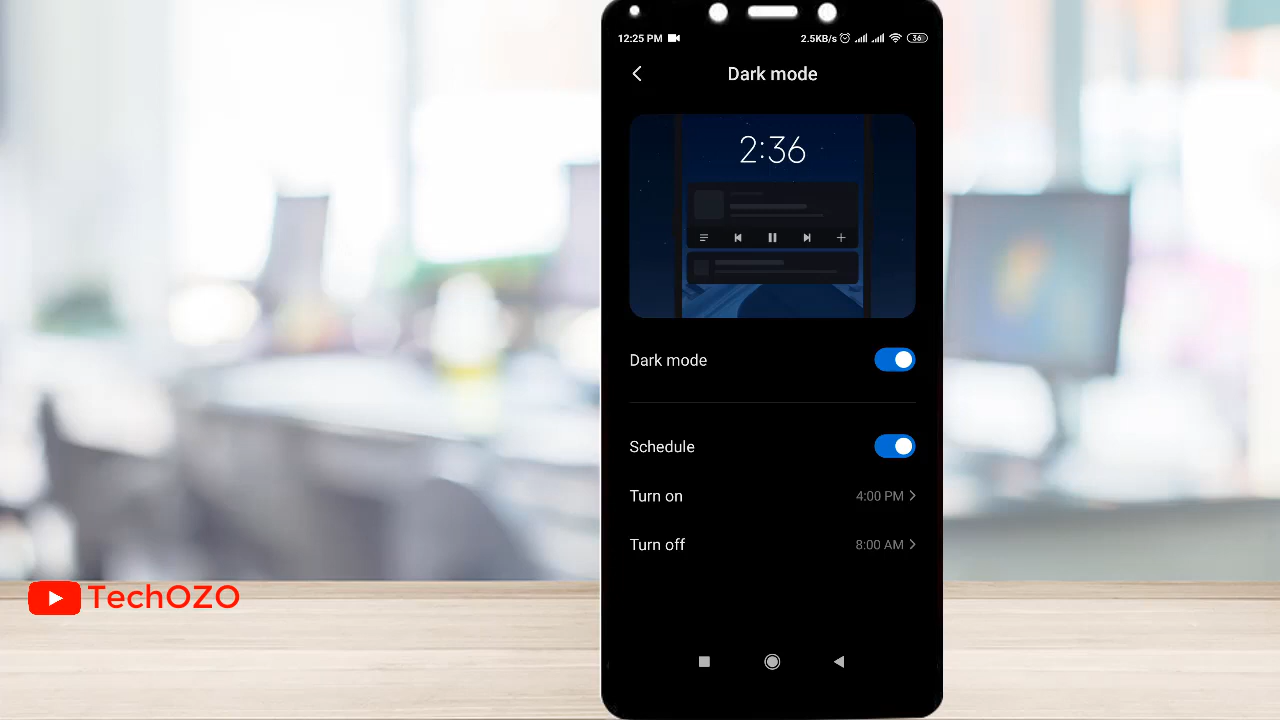 12:25 PM 2.5KB/s 36
Dark mode
2:36
Dark mode
Schedule
Turn on 4:00 PM
Turn off 8:00 AM
TechOZO